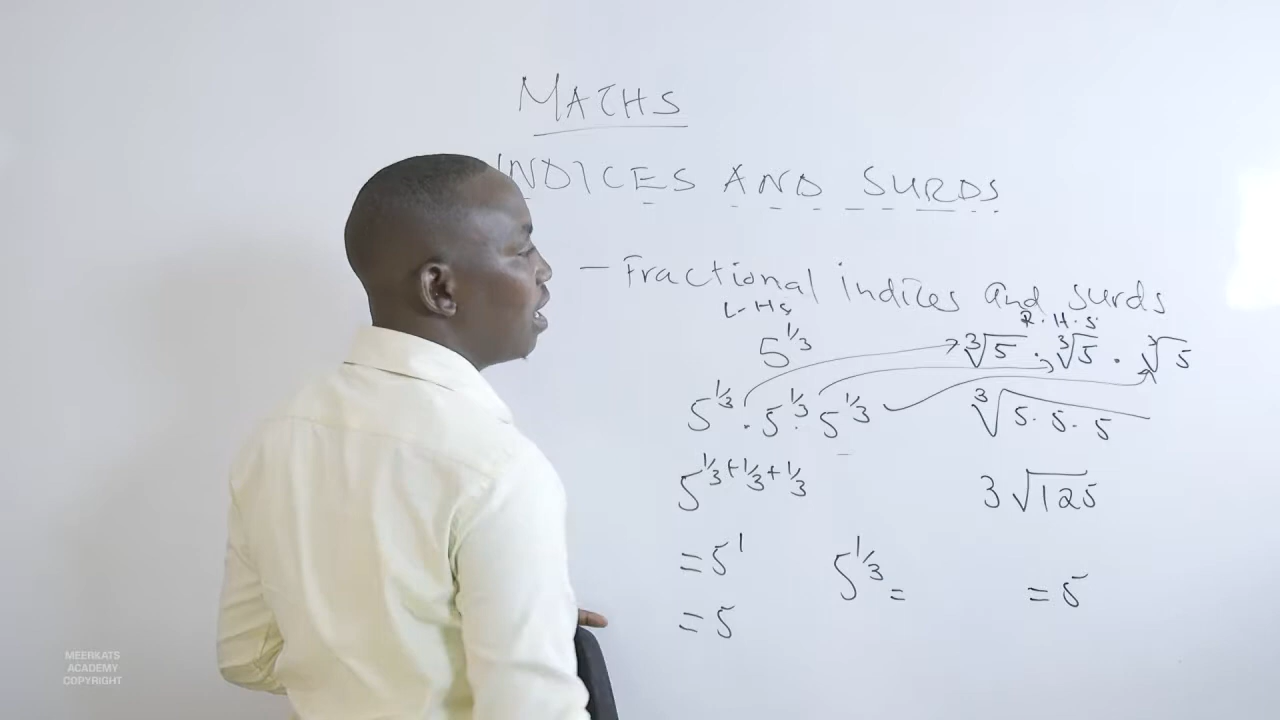 MATHS
INDICES AND SURDS
— Fractional indices and surds
L-Hs R.H.S
5^{1/3} ∛5 · ∛5 · ∛5
5^{1/3} · 5^{1/3} · 5^{1/3} ∛(5·5·5)
5^{1/3+1/3+1/3} 3√125
= 5^1 5^{1/3} = = 5
= 5
MEERKATS
ACADEMY
COPYRIGHT